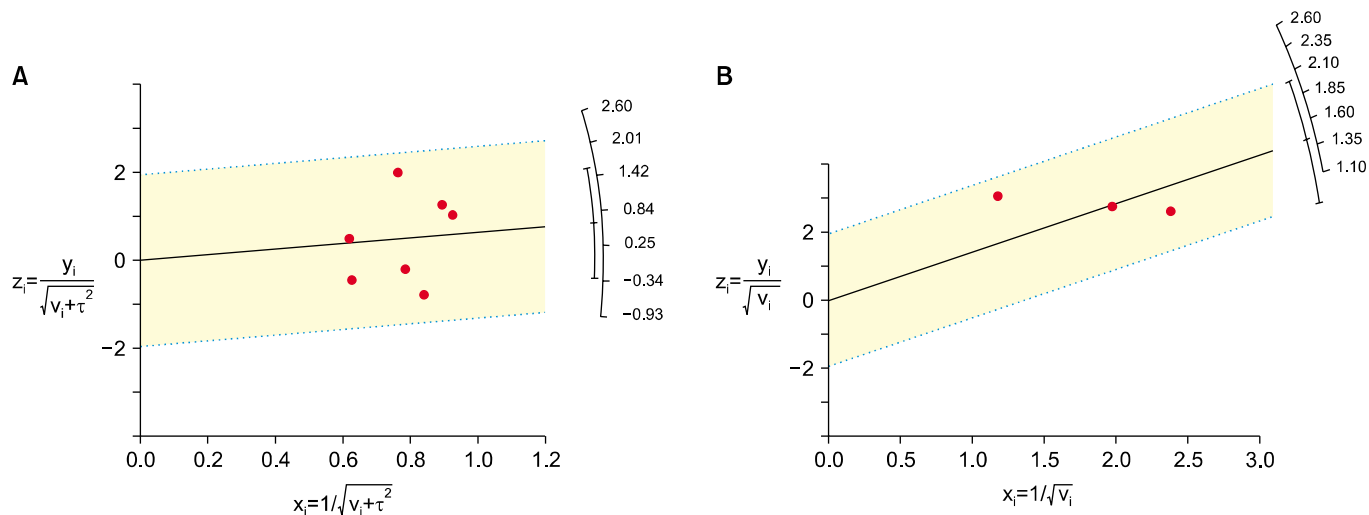 A
2
0
−2
z_i = y_i / √(v_i+τ²)
0.0 0.2 0.4 0.6 0.8 1.0 1.2
x_i=1/√(v_i+τ²)
2.60
2.01
1.42
0.84
0.25
−0.34
−0.93
B
2
0
−2
z_i = y_i / √v_i
0.0 0.5 1.0 1.5 2.0 2.5 3.0
x_i=1/√v_i
2.60
2.35
2.10
1.85
1.60
1.35
1.10